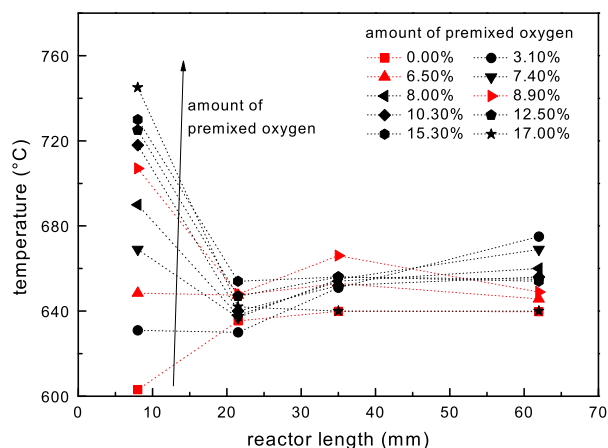 amount of premixed oxygen
0.00% 3.10%
6.50% 7.40%
8.00% 8.90%
10.30% 12.50%
15.30% 17.00%
amount of
premixed oxygen
temperature (°C)
760
720
680
640
600
0 10 20 30 40 50 60 70
reactor length (mm)